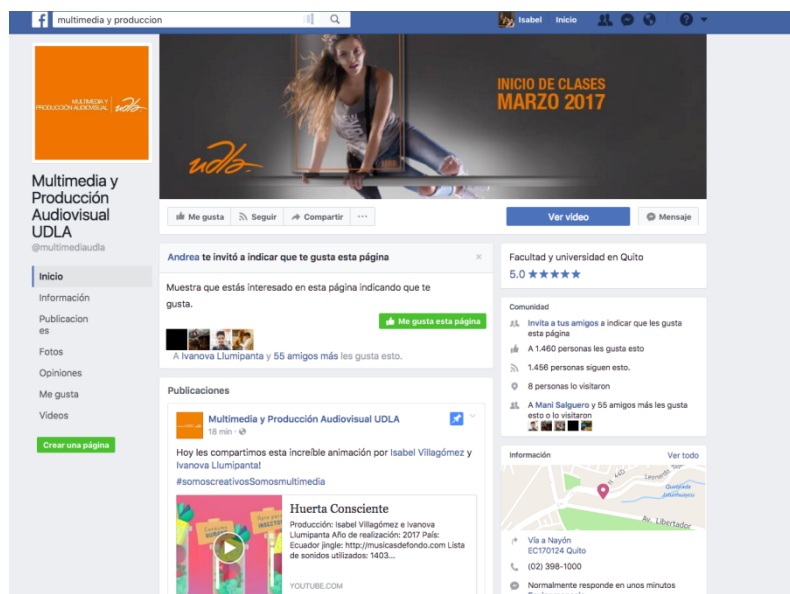 multimedia y produccion
Isabel Inicio
MULTIMEDIA Y
PRODUCCIÓN AUDIOVISUAL
udla-
udla-
INICIO DE CLASES
MARZO 2017
Multimedia y
Producción
Audiovisual
UDLA
@multimediaudla
Inicio
Información
Publicacion
es
Fotos
Opiniones
Me gusta
Videos
Crear una página
Me gusta
Seguir
Compartir
Ver video
Mensaje
Andrea te invitó a indicar que te gusta esta página
Muestra que estás interesado en esta página indicando que te
gusta.
Me gusta esta página
A Ivanova Llumipanta y 55 amigos más les gusta esto.
Publicaciones
Multimedia y Producción Audiovisual UDLA
18 min ·
Hoy les compartimos esta increíble animación por Isabel Villagómez y
Ivanova Llumipanta!
#somoscreativosSomosmultimedia
Huerta Consciente
Producción: Isabel Villagómez e Ivanova
Llumipanta Año de realización: 2017 País:
Ecuador jingle: http://musicasdefondo.com Lista
de sonidos utilizados: 1403...
YOUTUBE.COM
Facultad y universidad en Quito
5.0 ★★★★★
Comunidad
Invita a tus amigos a indicar que les gusta
esta página
A 1.460 personas les gusta esto
1.456 personas siguen esto.
8 personas lo visitaron
A Mani Salguero y 55 amigos más les gusta
esto o lo visitaron
Información
Ver todo
Av. Libertador
Vía a Nayón
EC170124 Quito
(02) 398-1000
Normalmente responde en unos minutos